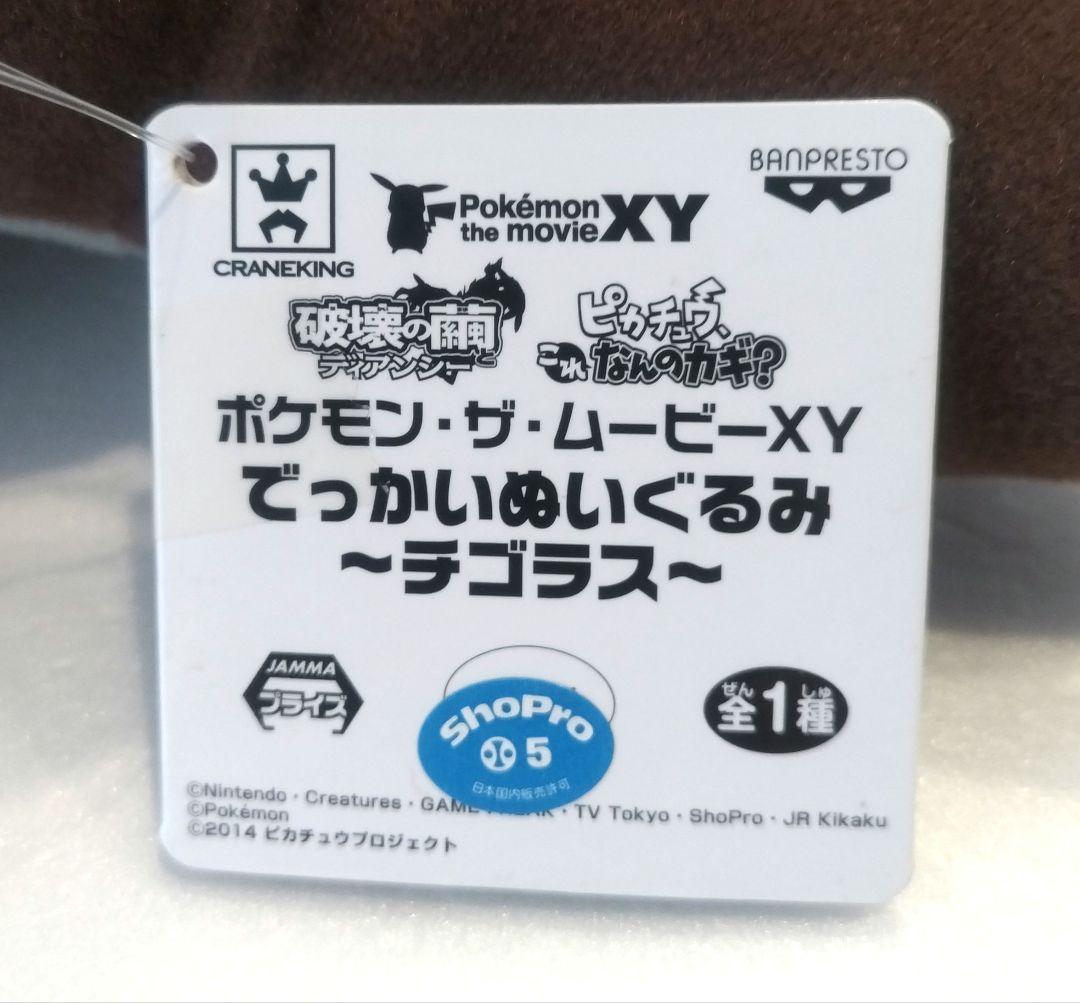 CRANEKING
Pokémon
the movie XY
BANPRESTO
破壊の繭と
ディアンシー
ピカチュウ、
これなんのカギ?
ポケモン・ザ・ムービーXY
でっかいぬいぐるみ
～チゴラス～
JAMMA
プライズ
ShoPro
5
日本国内販売許可
ぜん しゅ
全1種
©Nintendo・Creatures・GAME FREAK・TV Tokyo・ShoPro・JR Kikaku
©Pokémon
©2014 ピカチュウプロジェクト